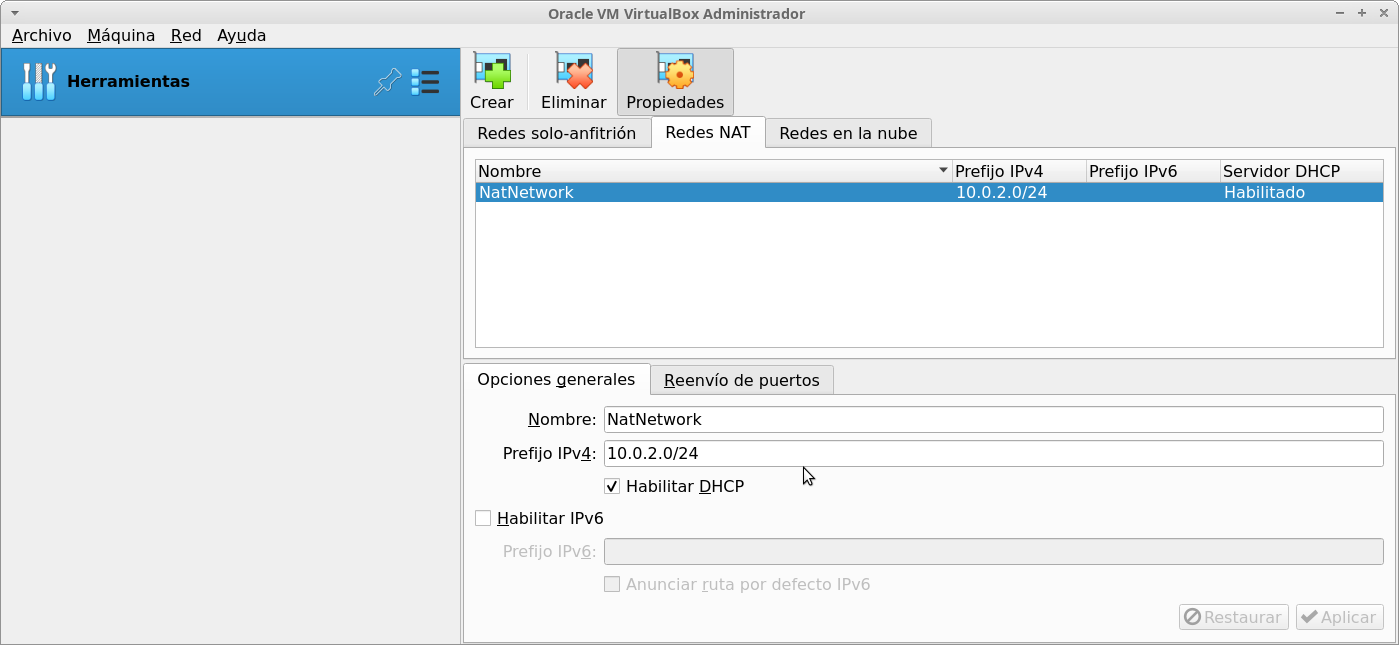 Oracle VM VirtualBox Administrador
Archivo Máquina Red Ayuda
Herramientas
Crear Eliminar Propiedades
Redes solo-anfitrión Redes NAT Redes en la nube
Nombre Prefijo IPv4 Prefijo IPv6 Servidor DHCP
NatNetwork 10.0.2.0/24 Habilitado
Opciones generales Reenvío de puertos
Nombre: NatNetwork
Prefijo IPv4: 10.0.2.0/24
Habilitar DHCP
Habilitar IPv6
Prefijo IPv6:
Anunciar ruta por defecto IPv6
Restaurar Aplicar